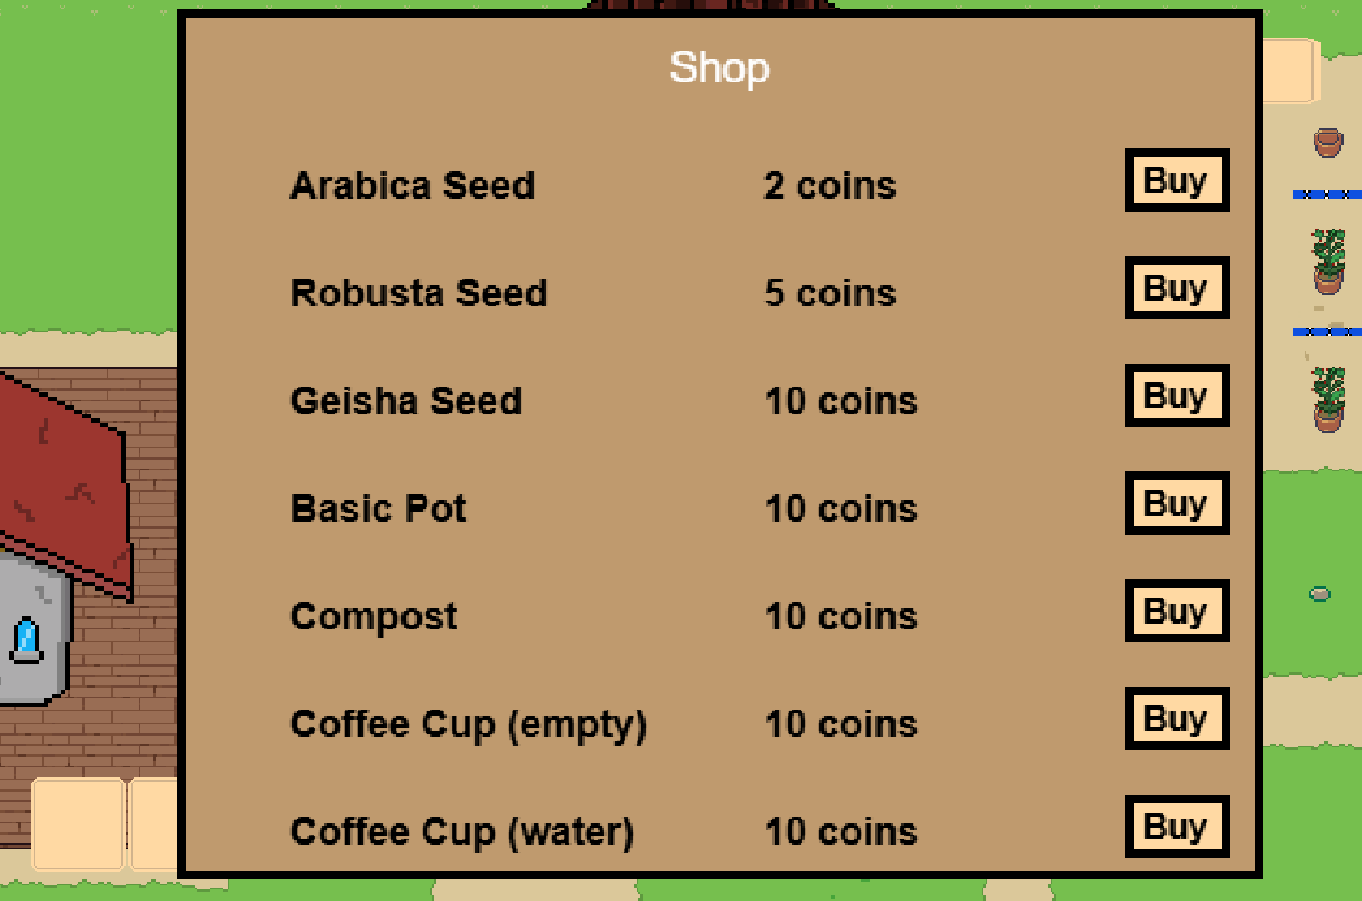 Shop
Arabica Seed 2 coins Buy
Robusta Seed 5 coins Buy
Geisha Seed 10 coins Buy
Basic Pot 10 coins Buy
Compost 10 coins Buy
Coffee Cup (empty) 10 coins Buy
Coffee Cup (water) 10 coins Buy